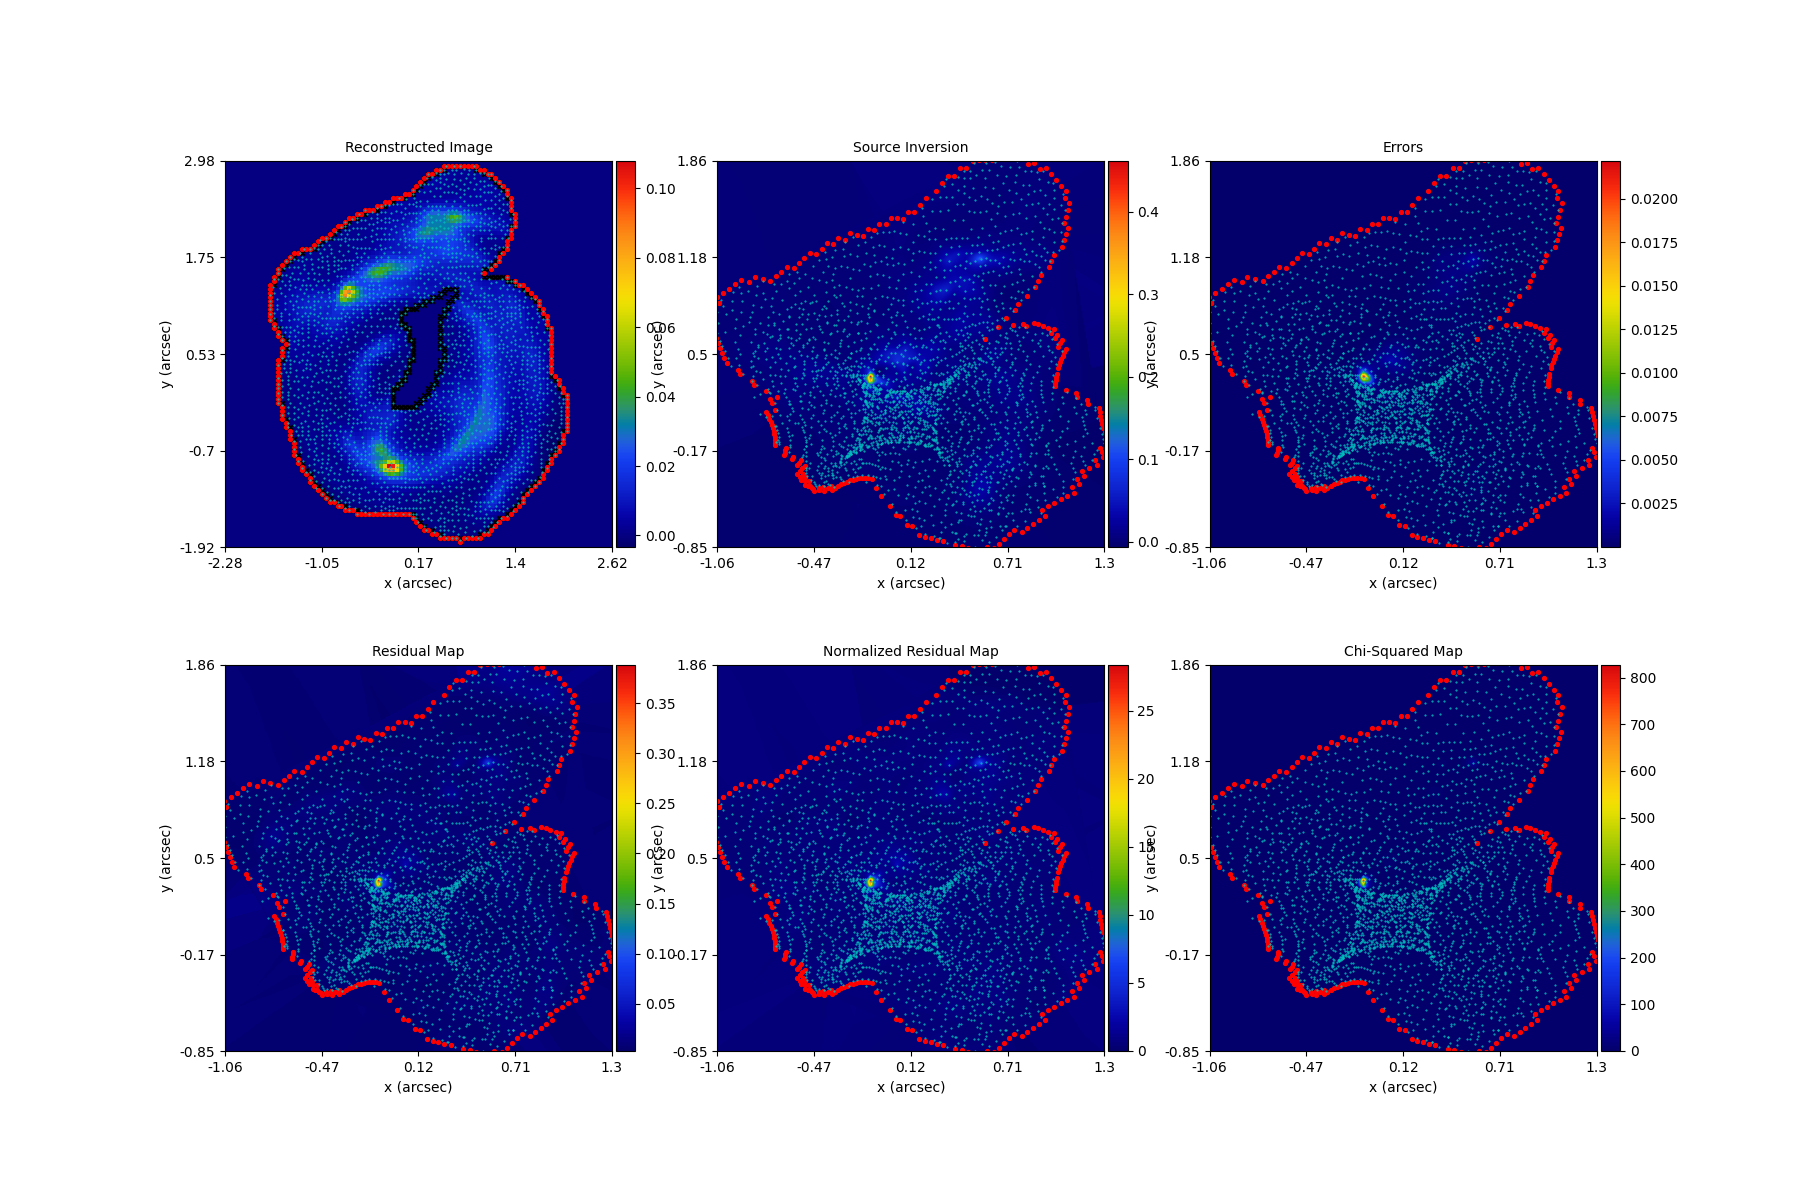 Reconstructed Image
2.98
1.75
0.53
-0.7
-1.92
-2.28 -1.05 0.17 1.4 2.62
x (arcsec)
y (arcsec)
0.10
0.08
0.06
0.04
0.02
0.00
Source Inversion
1.86
1.18
0.5
-0.17
-0.85
-1.06 -0.47 0.12 0.71 1.3
x (arcsec)
y (arcsec)
0.4
0.3
0.2
0.1
0.0
Errors
1.86
1.18
0.5
-0.17
-0.85
-1.06 -0.47 0.12 0.71 1.3
x (arcsec)
y (arcsec)
0.0200
0.0175
0.0150
0.0125
0.0100
0.0075
0.0050
0.0025
Residual Map
1.86
1.18
0.5
-0.17
-0.85
-1.06 -0.47 0.12 0.71 1.3
x (arcsec)
y (arcsec)
0.35
0.30
0.25
0.20
0.15
0.10
0.05
Normalized Residual Map
1.86
1.18
0.5
-0.17
-0.85
-1.06 -0.47 0.12 0.71 1.3
x (arcsec)
y (arcsec)
25
20
15
10
5
0
Chi-Squared Map
1.86
1.18
0.5
-0.17
-0.85
-1.06 -0.47 0.12 0.71 1.3
x (arcsec)
y (arcsec)
800
700
600
500
400
300
200
100
0